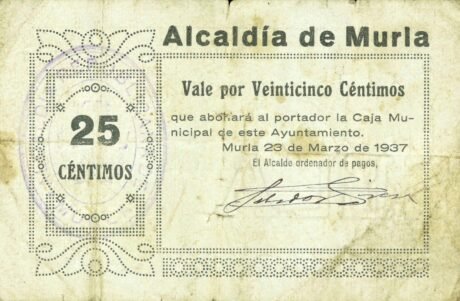 Alcaldía de Murla
25
CÉNTIMOS
Vale por Veinticinco Céntimos
que abonará al portador la Caja Mu-
nicipal de este Ayuntamiento.
Murla 23 de Marzo de 1937
El Alcalde ordenador de pagos,